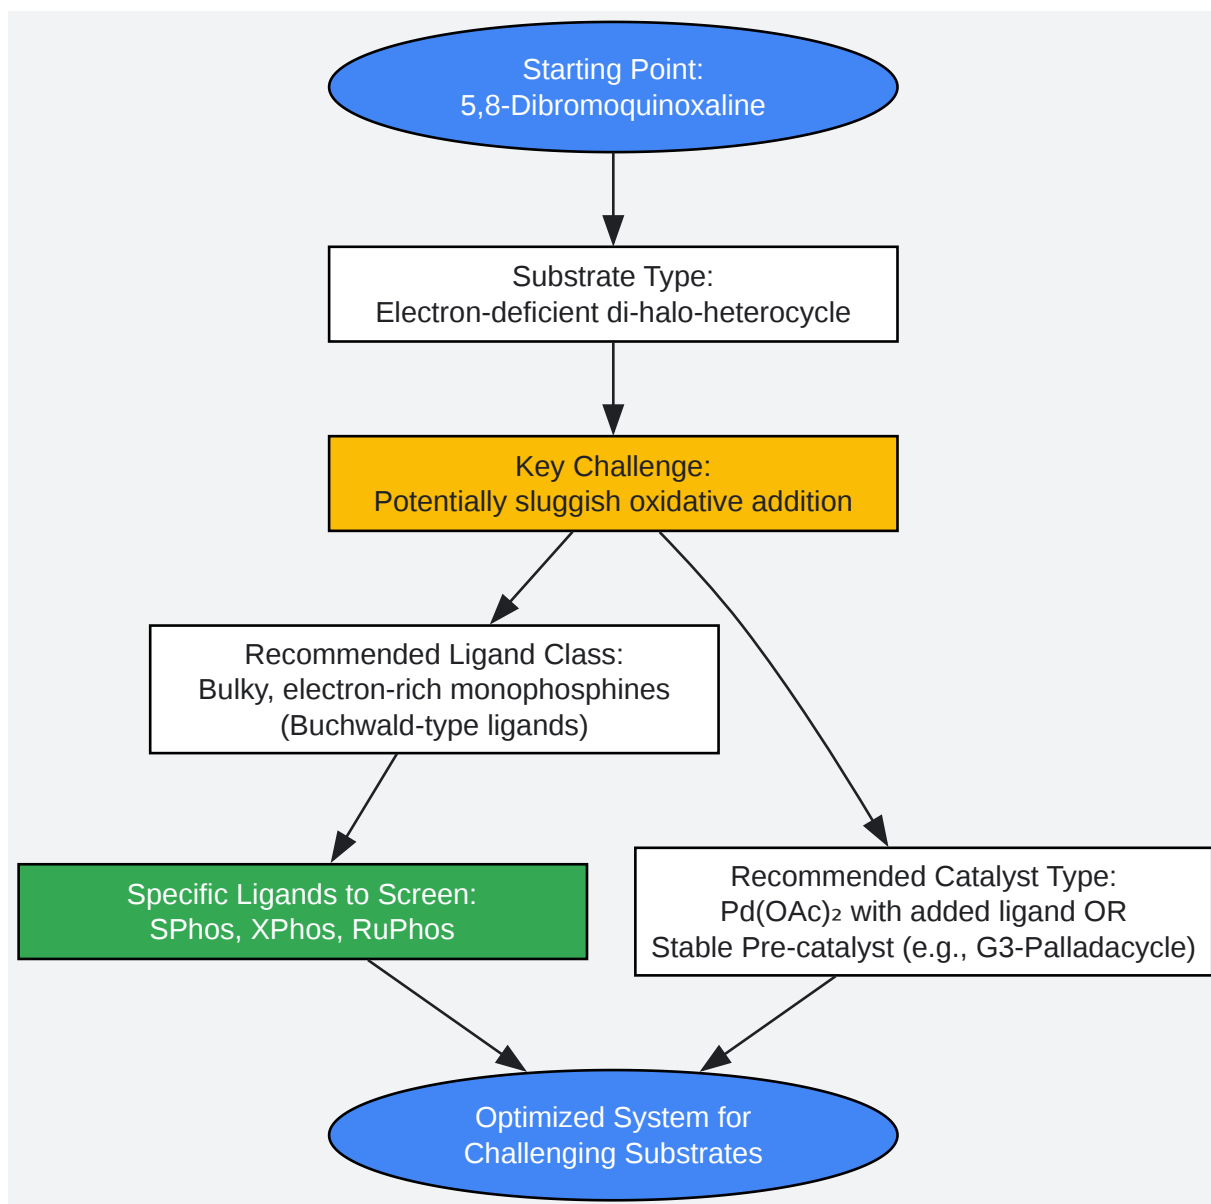 Starting Point:
5,8-Dibromoquinoxaline
Substrate Type:
Electron-deficient di-halo-heterocycle
Key Challenge:
Potentially sluggish oxidative addition
Recommended Ligand Class:
Bulky, electron-rich monophosphines
(Buchwald-type ligands)
Specific Ligands to Screen:
SPhos, XPhos, RuPhos
Recommended Catalyst Type:
Pd(OAc)₂ with added ligand OR
Stable Pre-catalyst (e.g., G3-Palladacycle)
Optimized System for
Challenging Substrates